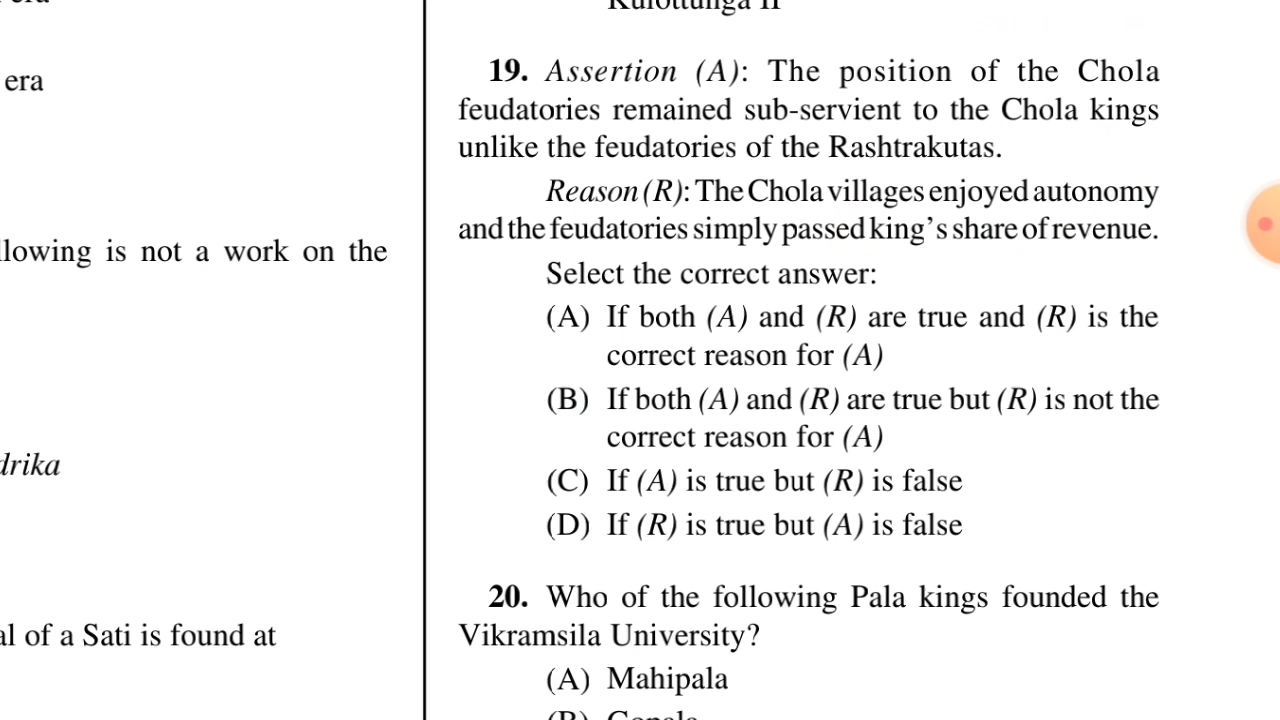 era
era
llowing is not a work on the
drika
al of a Sati is found at
Kulottunga II
19. Assertion (A): The position of the Chola
feudatories remained sub-servient to the Chola kings
unlike the feudatories of the Rashtrakutas.
Reason (R): The Chola villages enjoyed autonomy
and the feudatories simply passed king’s share of revenue.
Select the correct answer:
(A) If both (A) and (R) are true and (R) is the
correct reason for (A)
(B) If both (A) and (R) are true but (R) is not the
correct reason for (A)
(C) If (A) is true but (R) is false
(D) If (R) is true but (A) is false
20. Who of the following Pala kings founded the
Vikramsila University?
(A) Mahipala
(B) Gopala